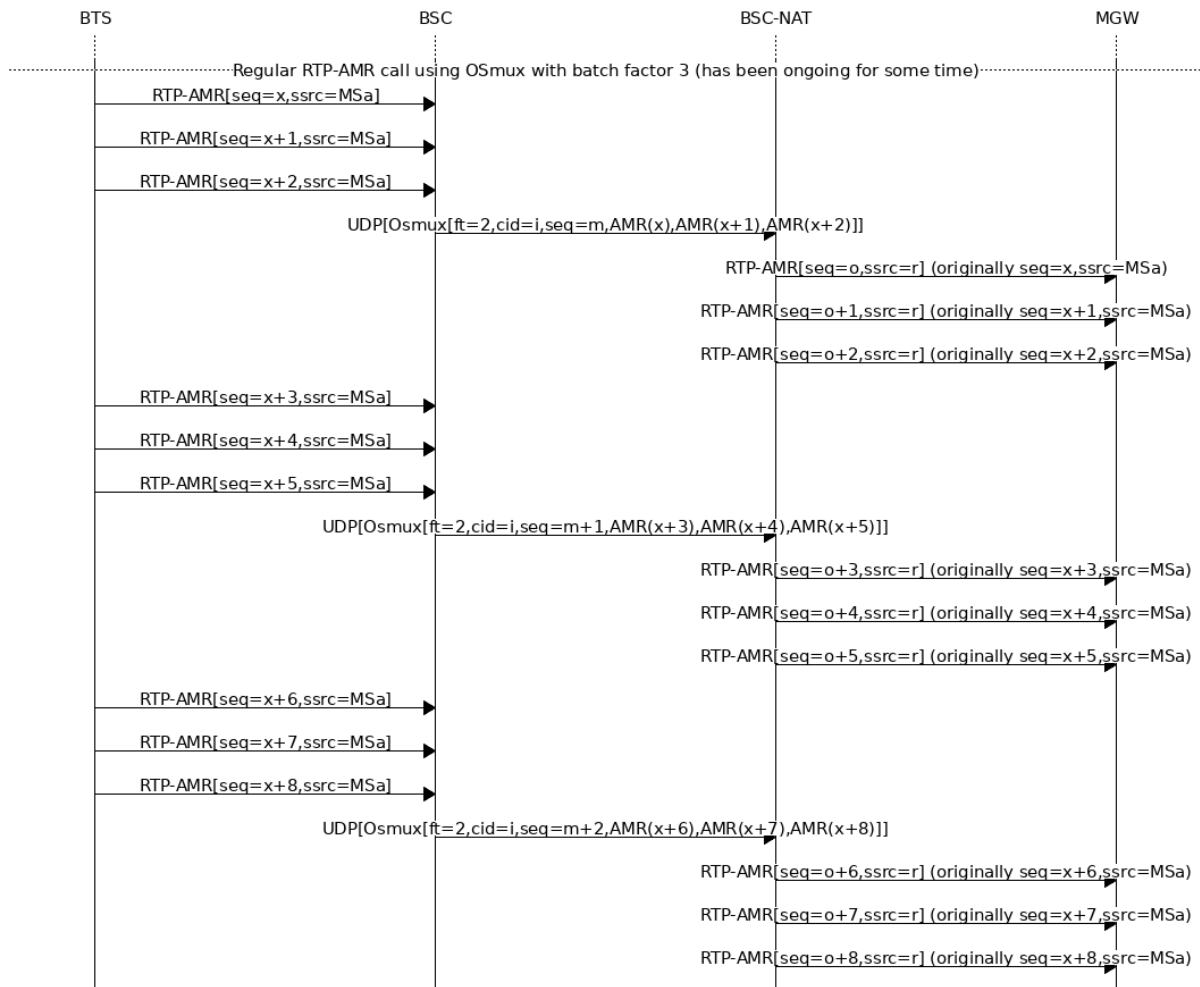 BTS BSC BSC-NAT MGW
Regular RTP-AMR call using OSmux with batch factor 3 (has been ongoing for some time)
RTP-AMR[seq=x,ssrc=MSa]
RTP-AMR[seq=x+1,ssrc=MSa]
RTP-AMR[seq=x+2,ssrc=MSa]
UDP[Osmux[ft=2,cid=i,seq=m,AMR(x),AMR(x+1),AMR(x+2)]]
RTP-AMR[seq=o,ssrc=r] (originally seq=x,ssrc=MSa)
RTP-AMR[seq=o+1,ssrc=r] (originally seq=x+1,ssrc=MSa)
RTP-AMR[seq=o+2,ssrc=r] (originally seq=x+2,ssrc=MSa)
RTP-AMR[seq=x+3,ssrc=MSa]
RTP-AMR[seq=x+4,ssrc=MSa]
RTP-AMR[seq=x+5,ssrc=MSa]
UDP[Osmux[ft=2,cid=i,seq=m+1,AMR(x+3),AMR(x+4),AMR(x+5)]]
RTP-AMR[seq=o+3,ssrc=r] (originally seq=x+3,ssrc=MSa)
RTP-AMR[seq=o+4,ssrc=r] (originally seq=x+4,ssrc=MSa)
RTP-AMR[seq=o+5,ssrc=r] (originally seq=x+5,ssrc=MSa)
RTP-AMR[seq=x+6,ssrc=MSa]
RTP-AMR[seq=x+7,ssrc=MSa]
RTP-AMR[seq=x+8,ssrc=MSa]
UDP[Osmux[ft=2,cid=i,seq=m+2,AMR(x+6),AMR(x+7),AMR(x+8)]]
RTP-AMR[seq=o+6,ssrc=r] (originally seq=x+6,ssrc=MSa)
RTP-AMR[seq=o+7,ssrc=r] (originally seq=x+7,ssrc=MSa)
RTP-AMR[seq=o+8,ssrc=r] (originally seq=x+8,ssrc=MSa)